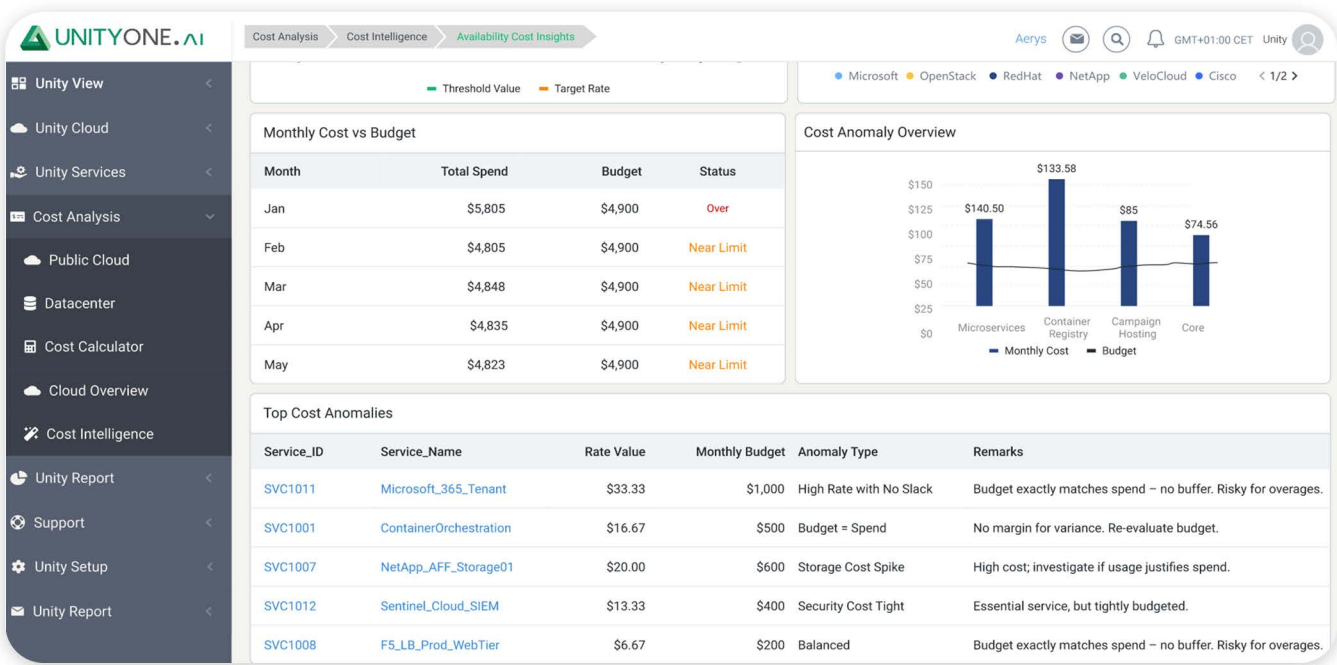 UNITYONE.AI
Cost Analysis
Cost Intelligence
Availability Cost Insights
Aerys
GMT+01:00 CET
Unity
Unity View
Unity Cloud
Unity Services
Cost Analysis
Public Cloud
Datacenter
Cost Calculator
Cloud Overview
Cost Intelligence
Unity Report
Support
Unity Setup
Unity Report
Threshold Value Target Rate
Microsoft OpenStack RedHat NetApp VeloCloud Cisco < 1/2 >
Monthly Cost vs Budget
Month Total Spend Budget Status
Jan $5,805 $4,900 Over
Feb $4,805 $4,900 Near Limit
Mar $4,848 $4,900 Near Limit
Apr $4,835 $4,900 Near Limit
May $4,823 $4,900 Near Limit
Cost Anomaly Overview
$150
$125
$100
$75
$50
$25
$0
$140.50
$133.58
$85
$74.56
Microservices
Container
Registry
Campaign
Hosting
Core
Monthly Cost Budget
Top Cost Anomalies
Service_ID Service_Name Rate Value Monthly Budget Anomaly Type Remarks
SVC1011 Microsoft_365_Tenant $33.33 $1,000 High Rate with No Slack Budget exactly matches spend – no buffer. Risky for overages.
SVC1001 ContainerOrchestration $16.67 $500 Budget = Spend No margin for variance. Re-evaluate budget.
SVC1007 NetApp_AFF_Storage01 $20.00 $600 Storage Cost Spike High cost; investigate if usage justifies spend.
SVC1012 Sentinel_Cloud_SIEM $13.33 $400 Security Cost Tight Essential service, but tightly budgeted.
SVC1008 F5_LB_Prod_WebTier $6.67 $200 Balanced Budget exactly matches spend – no buffer. Risky for overages.